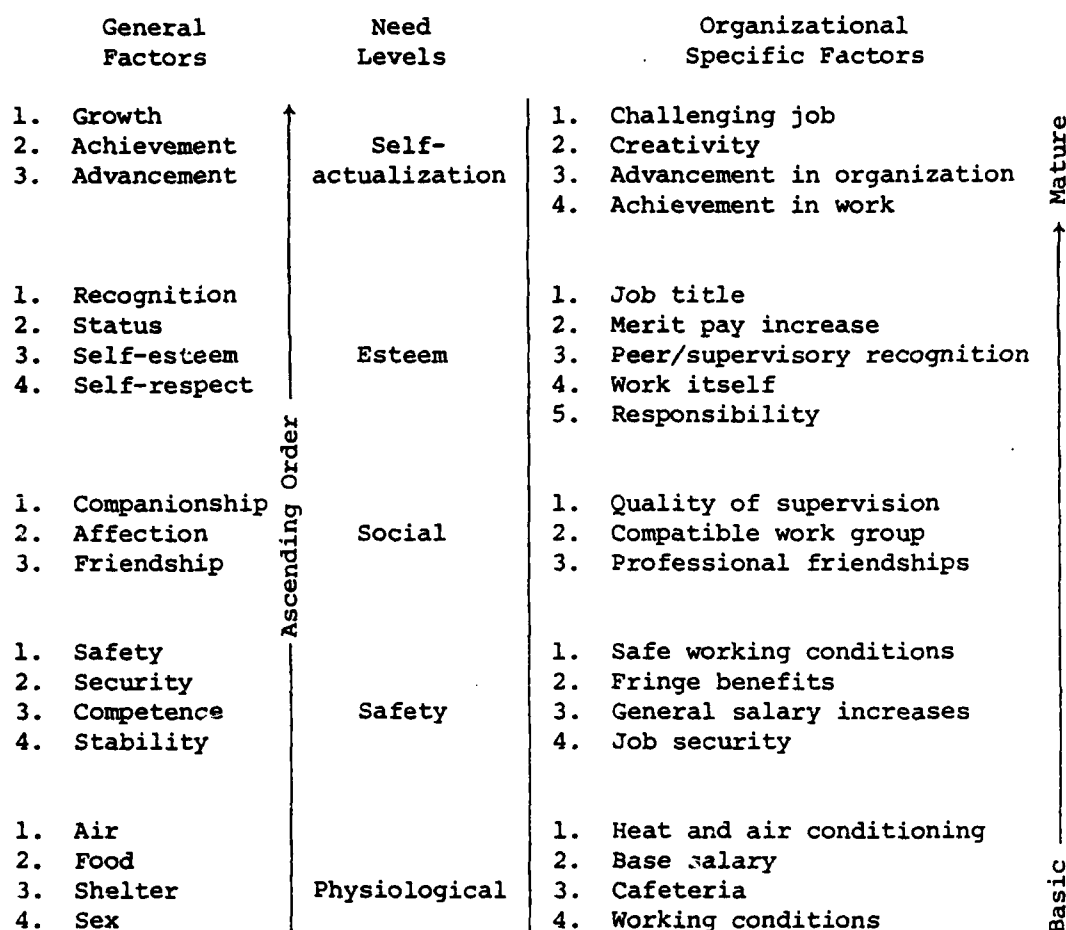 General Need Organizational
Factors Levels Specific Factors
1. Growth 1. Challenging job
2. Achievement Self- 2. Creativity
3. Advancement actualization 3. Advancement in organization
4. Achievement in work
1. Recognition 1. Job title
2. Status 2. Merit pay increase
3. Self-esteem Esteem 3. Peer/supervisory recognition
4. Self-respect 4. Work itself
5. Responsibility
1. Companionship 1. Quality of supervision
2. Affection Social 2. Compatible work group
3. Friendship 3. Professional friendships
1. Safety 1. Safe working conditions
2. Security 2. Fringe benefits
3. Competence Safety 3. General salary increases
4. Stability 4. Job security
1. Air 1. Heat and air conditioning
2. Food 2. Base salary
3. Shelter Physiological 3. Cafeteria
4. Sex 4. Working conditions
Ascending Order
Mature
Basic